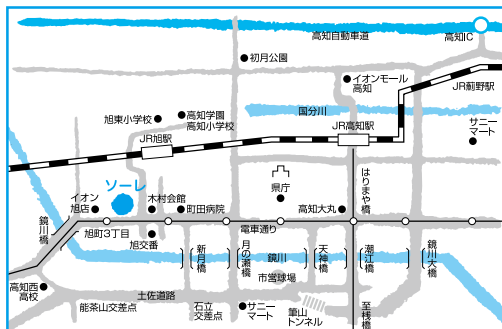 高知自動車道
高知IC
初月公園
イオンモール
高知
JR薊野駅
高知学園
高知小学校
旭東小学校
国分川
サニー
マート
JR旭駅
JR高知駅
ソーレ
イオン
旭店
木村会館
町田病院
県庁
高知大丸
はりまや橋
鏡川橋
旭町3丁目
電車通り
旭交番
新月橋
月の瀬橋
鏡川
天神橋
潮江橋
鏡川大橋
市営球場
高知西
高校
土佐道路
能茶山交差点
石立
交差点
サニー
マート
筆山
トンネル
至桟橋